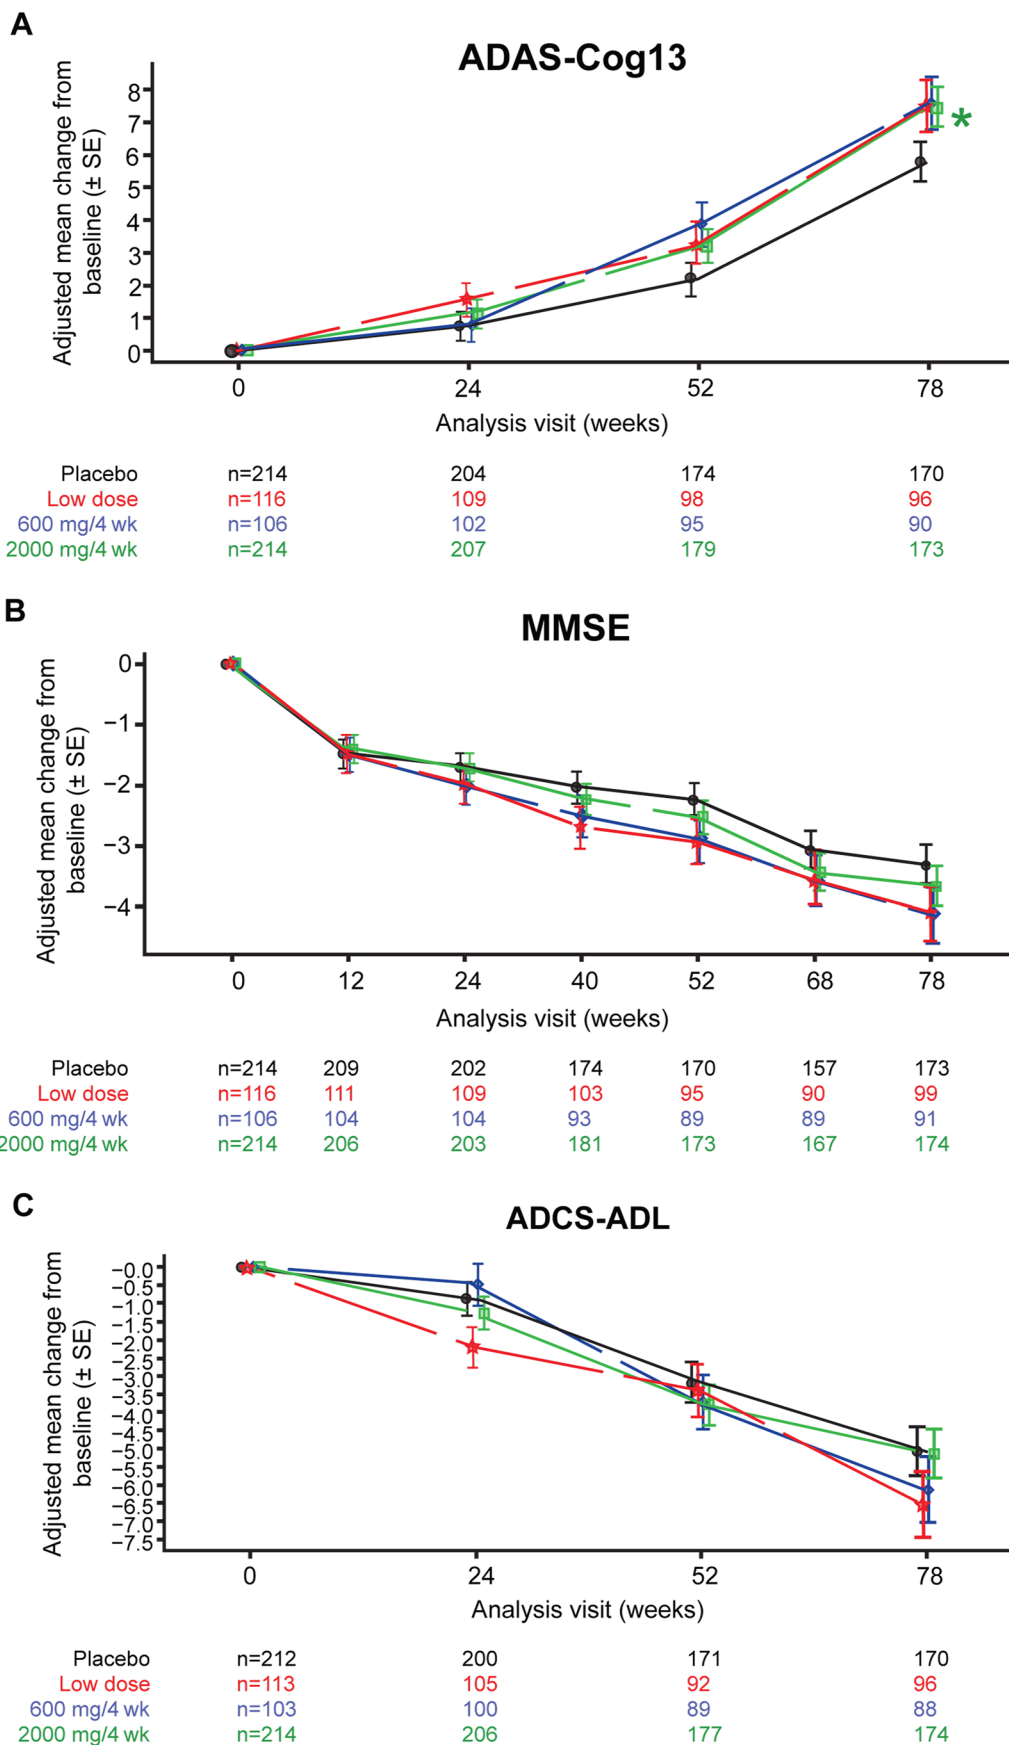 A
ADAS-Cog13
Adjusted mean change from
baseline (± SE)
8
7
6
5
4
3
2
1
0
*
0 24 52 78
Analysis visit (weeks)
Placebo n=214 204 174 170
Low dose n=116 109 98 96
600 mg/4 wk n=106 102 95 90
2000 mg/4 wk n=214 207 179 173
B
MMSE
Adjusted mean change from
baseline (± SE)
0
−1
−2
−3
−4
0 12 24 40 52 68 78
Analysis visit (weeks)
Placebo n=214 209 202 174 170 157 173
Low dose n=116 111 109 103 95 90 99
600 mg/4 wk n=106 104 104 93 89 89 91
2000 mg/4 wk n=214 206 203 181 173 167 174
C
ADCS-ADL
Adjusted mean change from
baseline (± SE)
−0.0
−0.5
−1.0
−1.5
−2.0
−2.5
−3.0
−3.5
−4.0
−4.5
−5.0
−5.5
−6.0
−6.5
−7.0
−7.5
0 24 52 78
Analysis visit (weeks)
Placebo n=212 200 171 170
Low dose n=113 105 92 96
600 mg/4 wk n=103 100 89 88
2000 mg/4 wk n=214 206 177 174